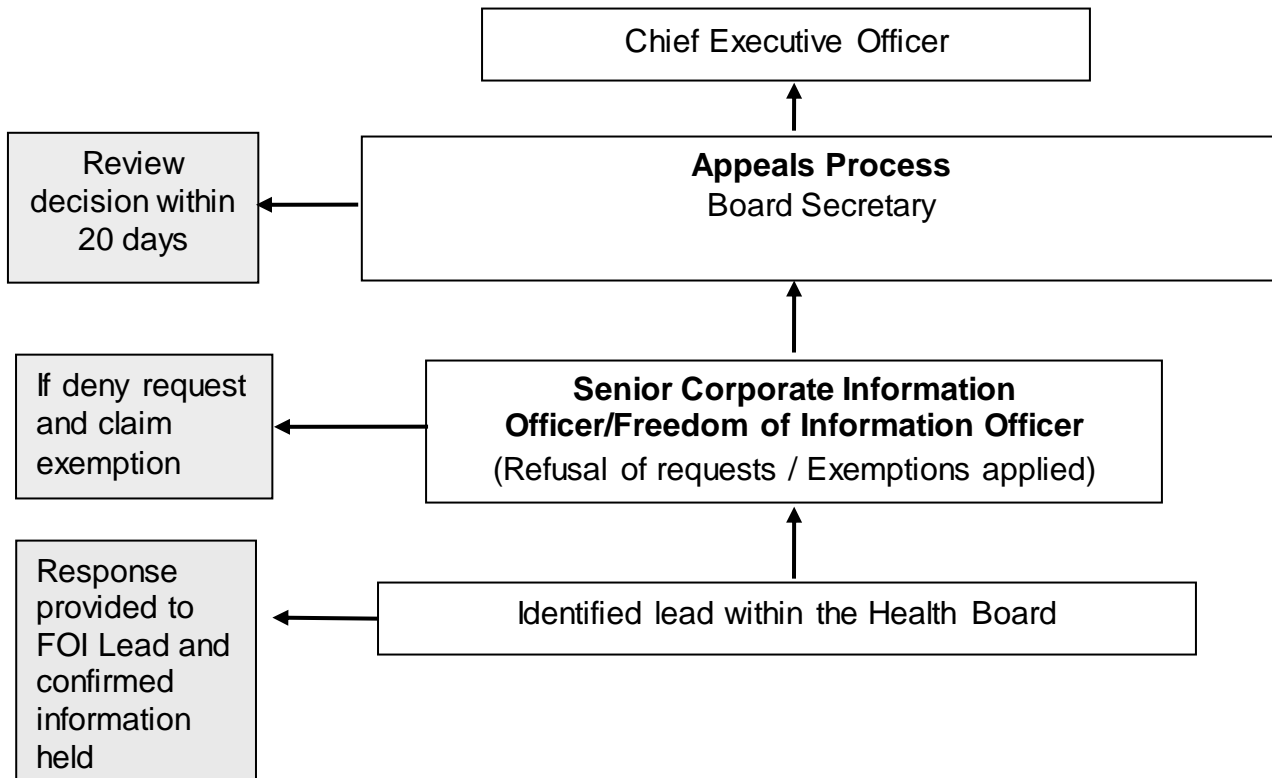 Chief Executive Officer
Review
decision within
20 days
Appeals Process
Board Secretary
If deny request
and claim
exemption
Senior Corporate Information
Officer/Freedom of Information Officer
(Refusal of requests / Exemptions applied)
Response
provided to
FOI Lead and
confirmed
information
held
Identified lead within the Health Board